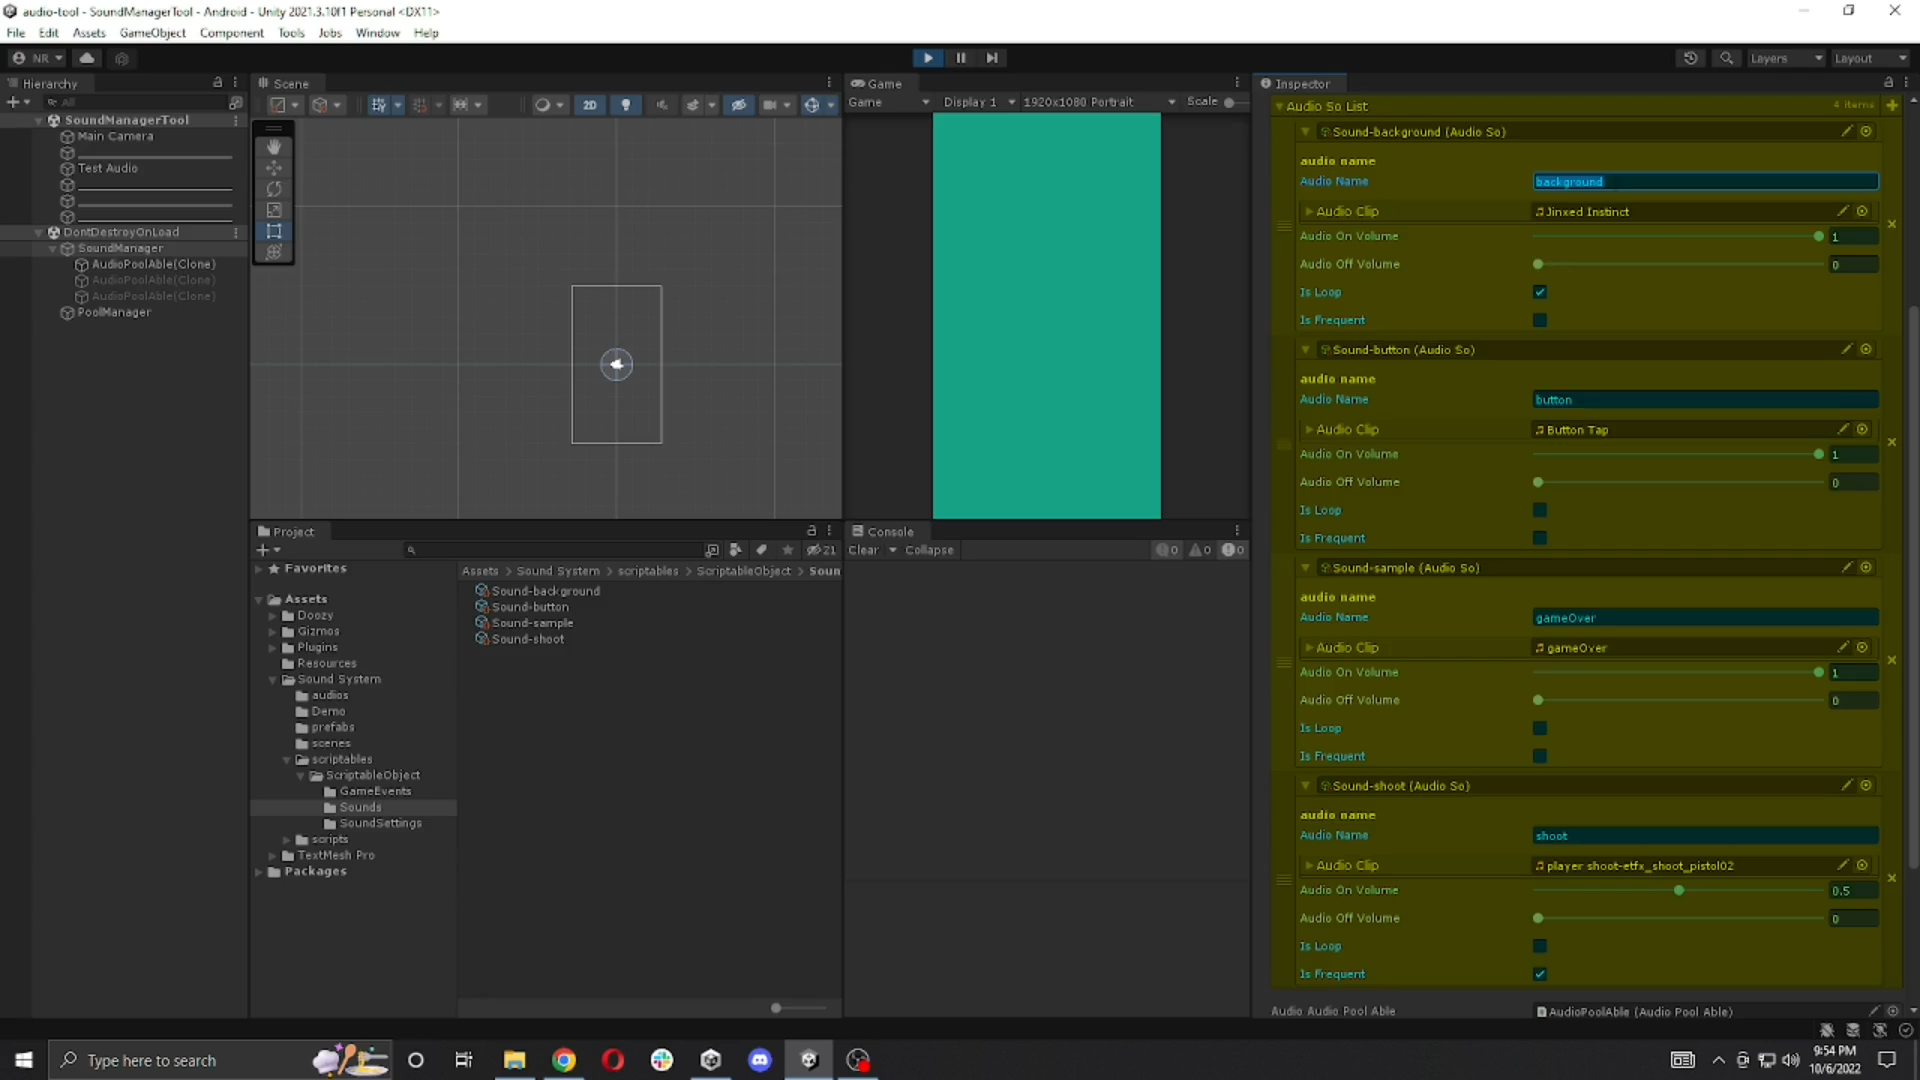 audio-tool - SoundManagerTool - Android - Unity 2021.3.10f1 Personal <DX11>
File Edit Assets GameObject Component Tools Jobs Window Help
NR
Layers
Layout
Hierarchy
All
SoundManagerTool
Main Camera
Test Audio
DontDestroyOnLoad
SoundManager
AudioPoolAble(Clone)
AudioPoolAble(Clone)
AudioPoolAble(Clone)
PoolManager
Scene
2D
Game
Game Display 1 1920x1080 Portrait Scale
Project
21
Favorites
Assets
Doozy
Gizmos
Plugins
Resources
Sound System
audios
Demo
prefabs
scenes
scriptables
ScriptableObject
GameEvents
Sounds
SoundSettings
scripts
TextMesh Pro
Packages
Assets > Sound System > scriptables > ScriptableObject > Soun
Sound-background
Sound-button
Sound-sample
Sound-shoot
Console
Clear Collapse
0 0 0
Inspector
Audio So List 4 items
Sound-background (Audio So)
audio name
Audio Name background
Audio Clip Jinxed Instinct
Audio On Volume 1
Audio Off Volume 0
Is Loop
Is Frequent
Sound-button (Audio So)
audio name
Audio Name button
Audio Clip Button Tap
Audio On Volume 1
Audio Off Volume 0
Is Loop
Is Frequent
Sound-sample (Audio So)
audio name
Audio Name gameOver
Audio Clip gameOver
Audio On Volume 1
Audio Off Volume 0
Is Loop
Is Frequent
Sound-shoot (Audio So)
audio name
Audio Name shoot
Audio Clip player shoot-etfx_shoot_pistol02
Audio On Volume 0.5
Audio Off Volume 0
Is Loop
Is Frequent
Audio Audio Pool Able AudioPoolAble (Audio Pool Able)
Type here to search
9:54 PM
10/6/2022